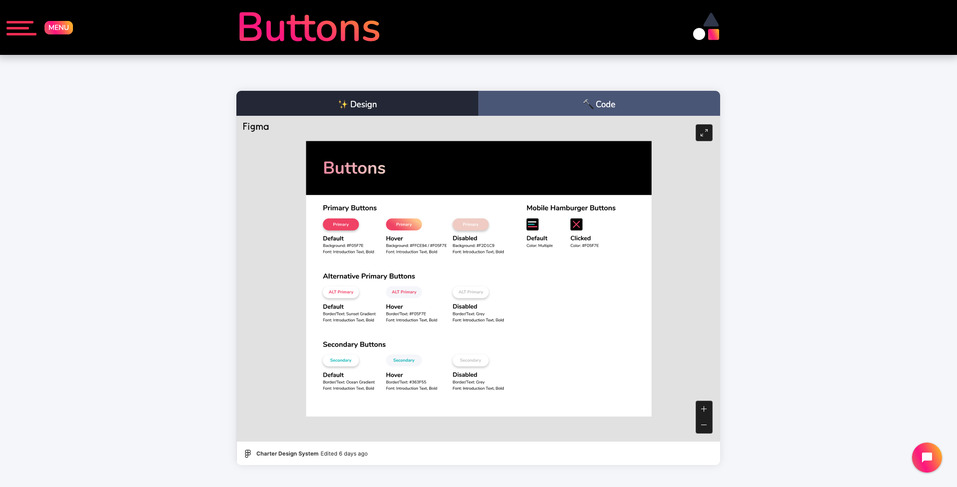 MENU
Buttons
✨ Design
🔨 Code
Figma
Buttons
Primary Buttons
Primary
Primary
Primary
Default
Hover
Disabled
Background: #F05F7E
Background: #FFCE84 / #F05F7E
Background: #F2D1C9
Font: Introduction Text, Bold
Font: Introduction Text, Bold
Font: Introduction Text, Bold
Mobile Hamburger Buttons
Default
Clicked
Color: Multiple
Color: #F05F7E
Alternative Primary Buttons
ALT Primary
ALT Primary
ALT Primary
Default
Hover
Disabled
Border/Text: Sunset Gradient
Border/Text: #F05F7E
Border/Text: Grey
Font: Introduction Text, Bold
Font: Introduction Text, Bold
Font: Introduction Text, Bold
Secondary Buttons
Secondary
Secondary
Secondary
Default
Hover
Disabled
Border/Text: Ocean Gradient
Border/Text: #363F55
Border/Text: Grey
Font: Introduction Text, Bold
Font: Introduction Text, Bold
Font: Introduction Text, Bold
Charter Design System Edited 6 days ago